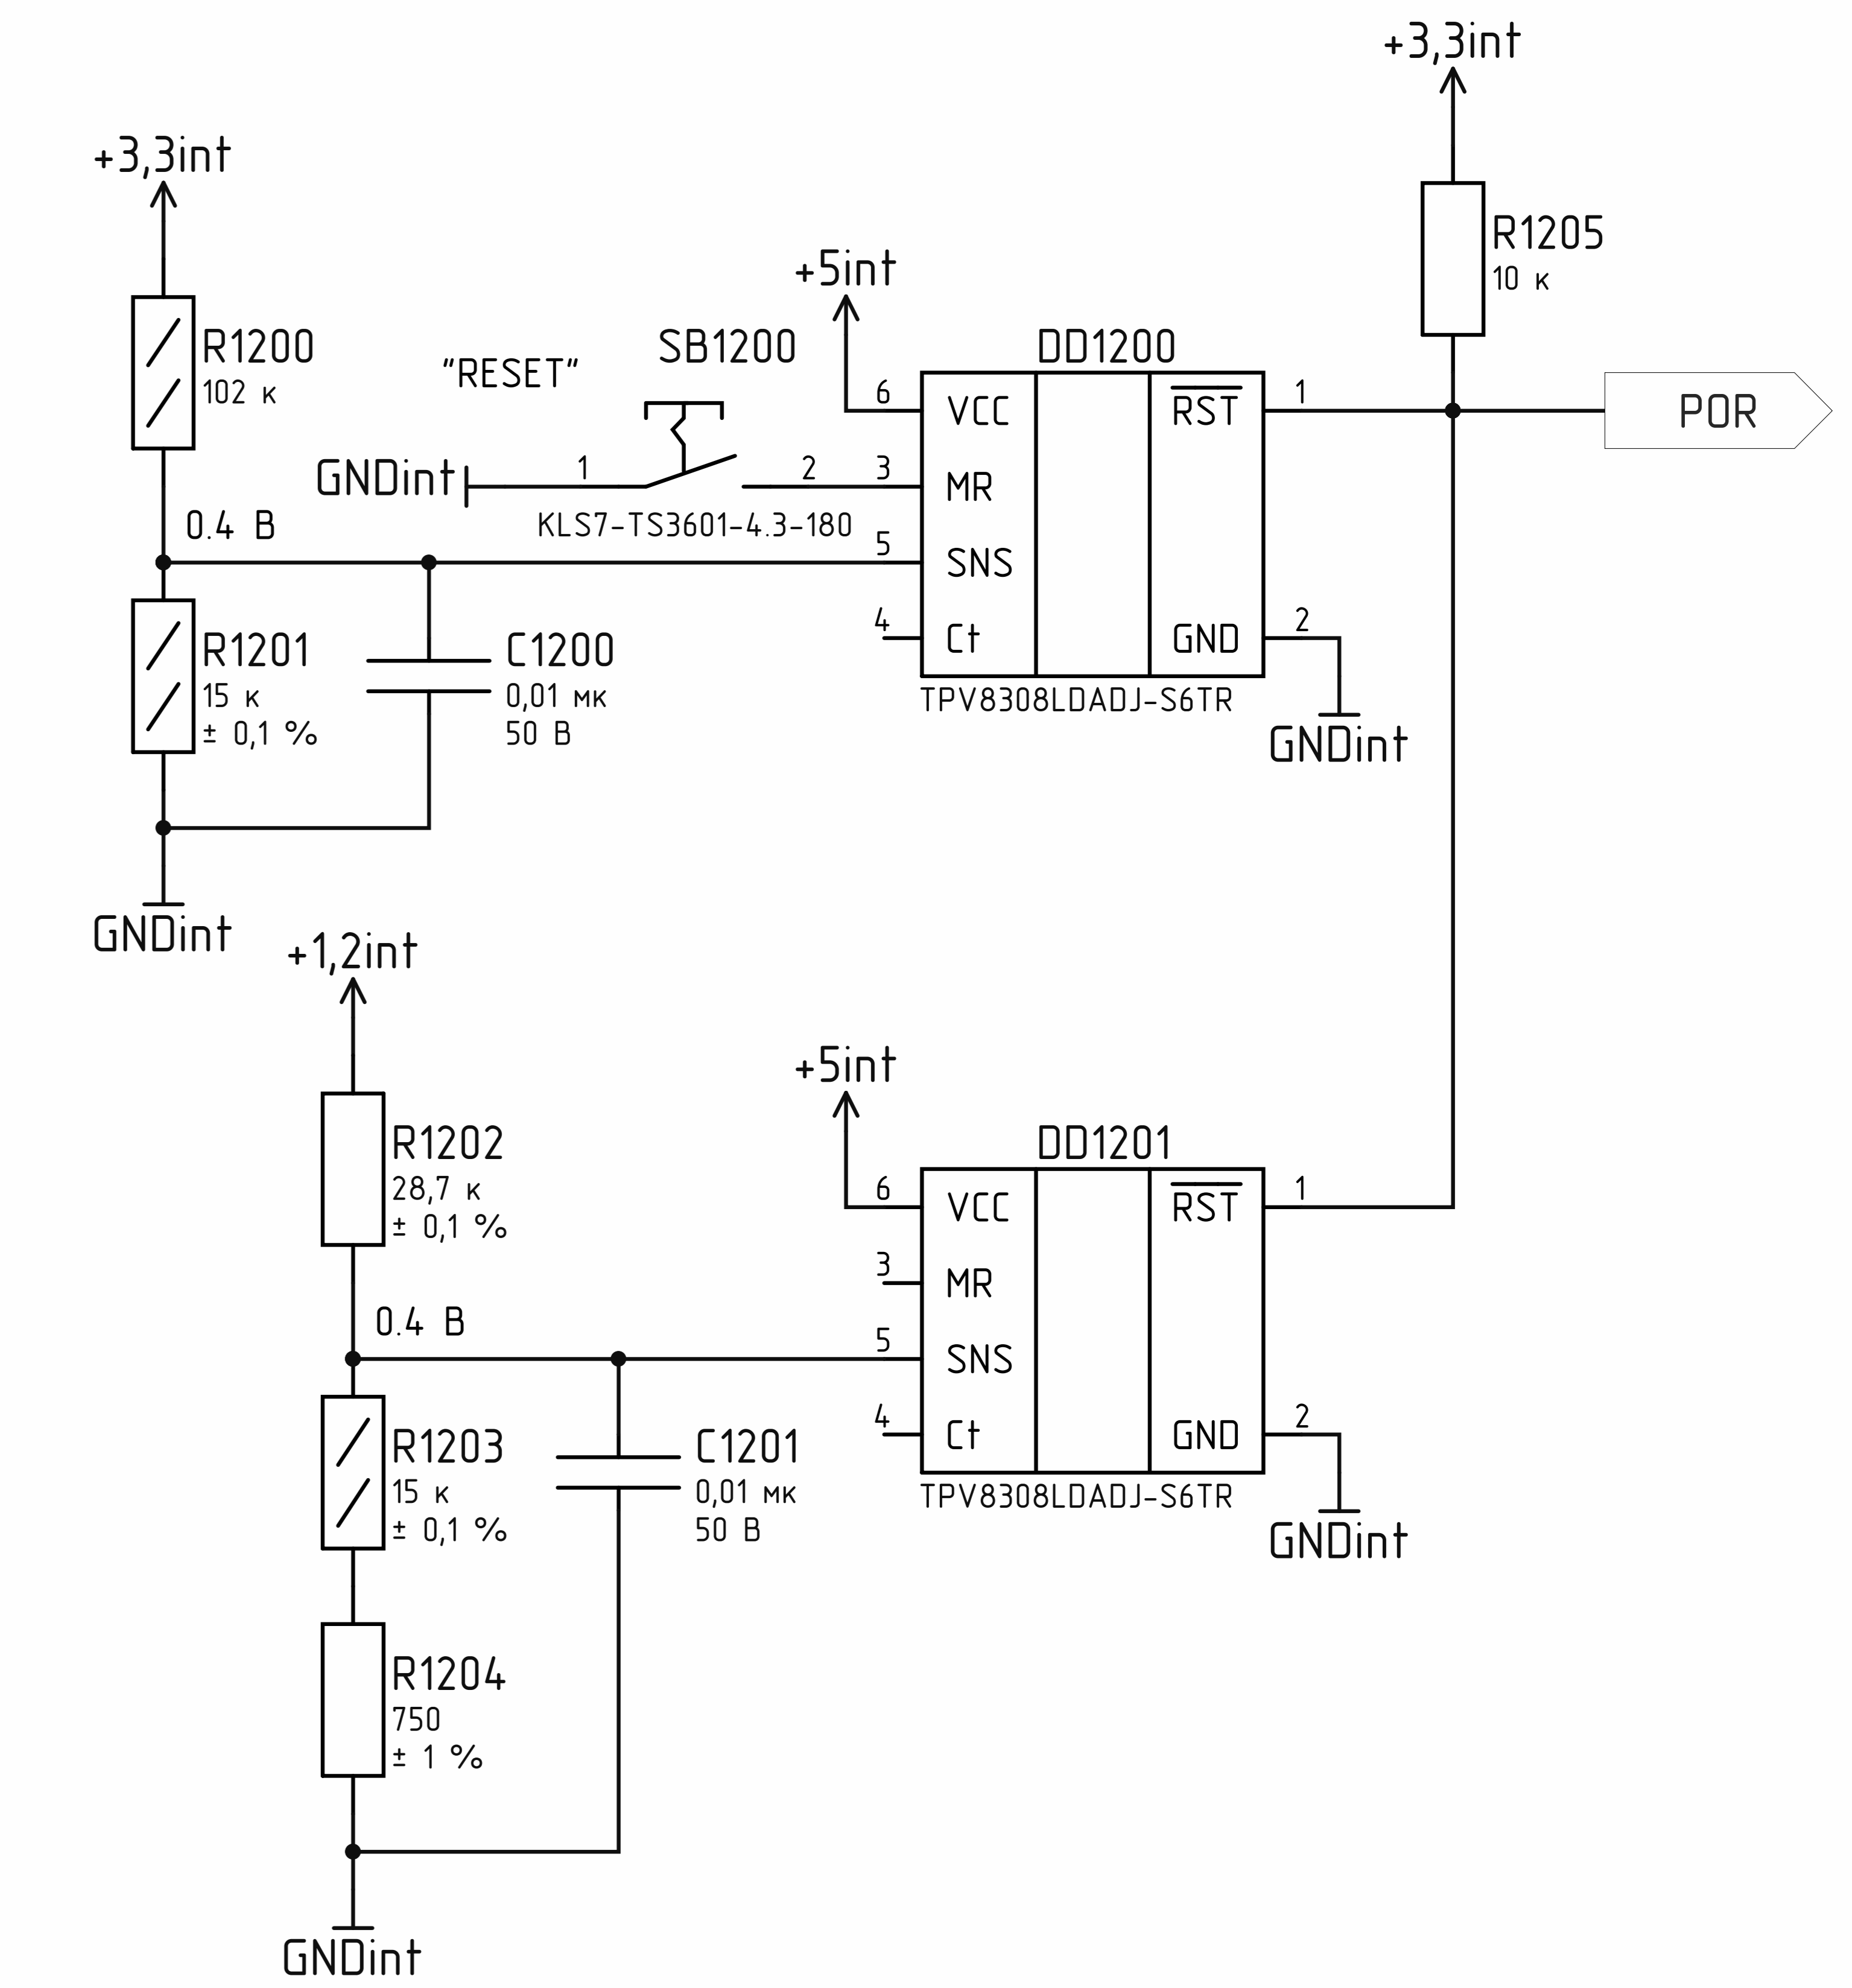 +3,3int
+3,3int
R1205
10 к
+5int
R1200
102 к
"RESET"
SB1200
DD1200
6
VCC
RST
1
POR
GNDint
1
2
3
MR
KLS7-TS3601-4.3-180
0.4 В
5
SNS
4
Ct
GND
2
R1201
15 к
± 0,1 %
C1200
0,01 мк
50 В
TPV8308LDADJ-S6TR
GNDint
GNDint
+1,2int
+5int
R1202
28,7 к
± 0,1 %
DD1201
6
VCC
RST
1
3
MR
0.4 В
5
SNS
4
Ct
GND
2
R1203
15 к
± 0,1 %
C1201
0,01 мк
50 В
TPV8308LDADJ-S6TR
GNDint
R1204
750
± 1 %
GNDint